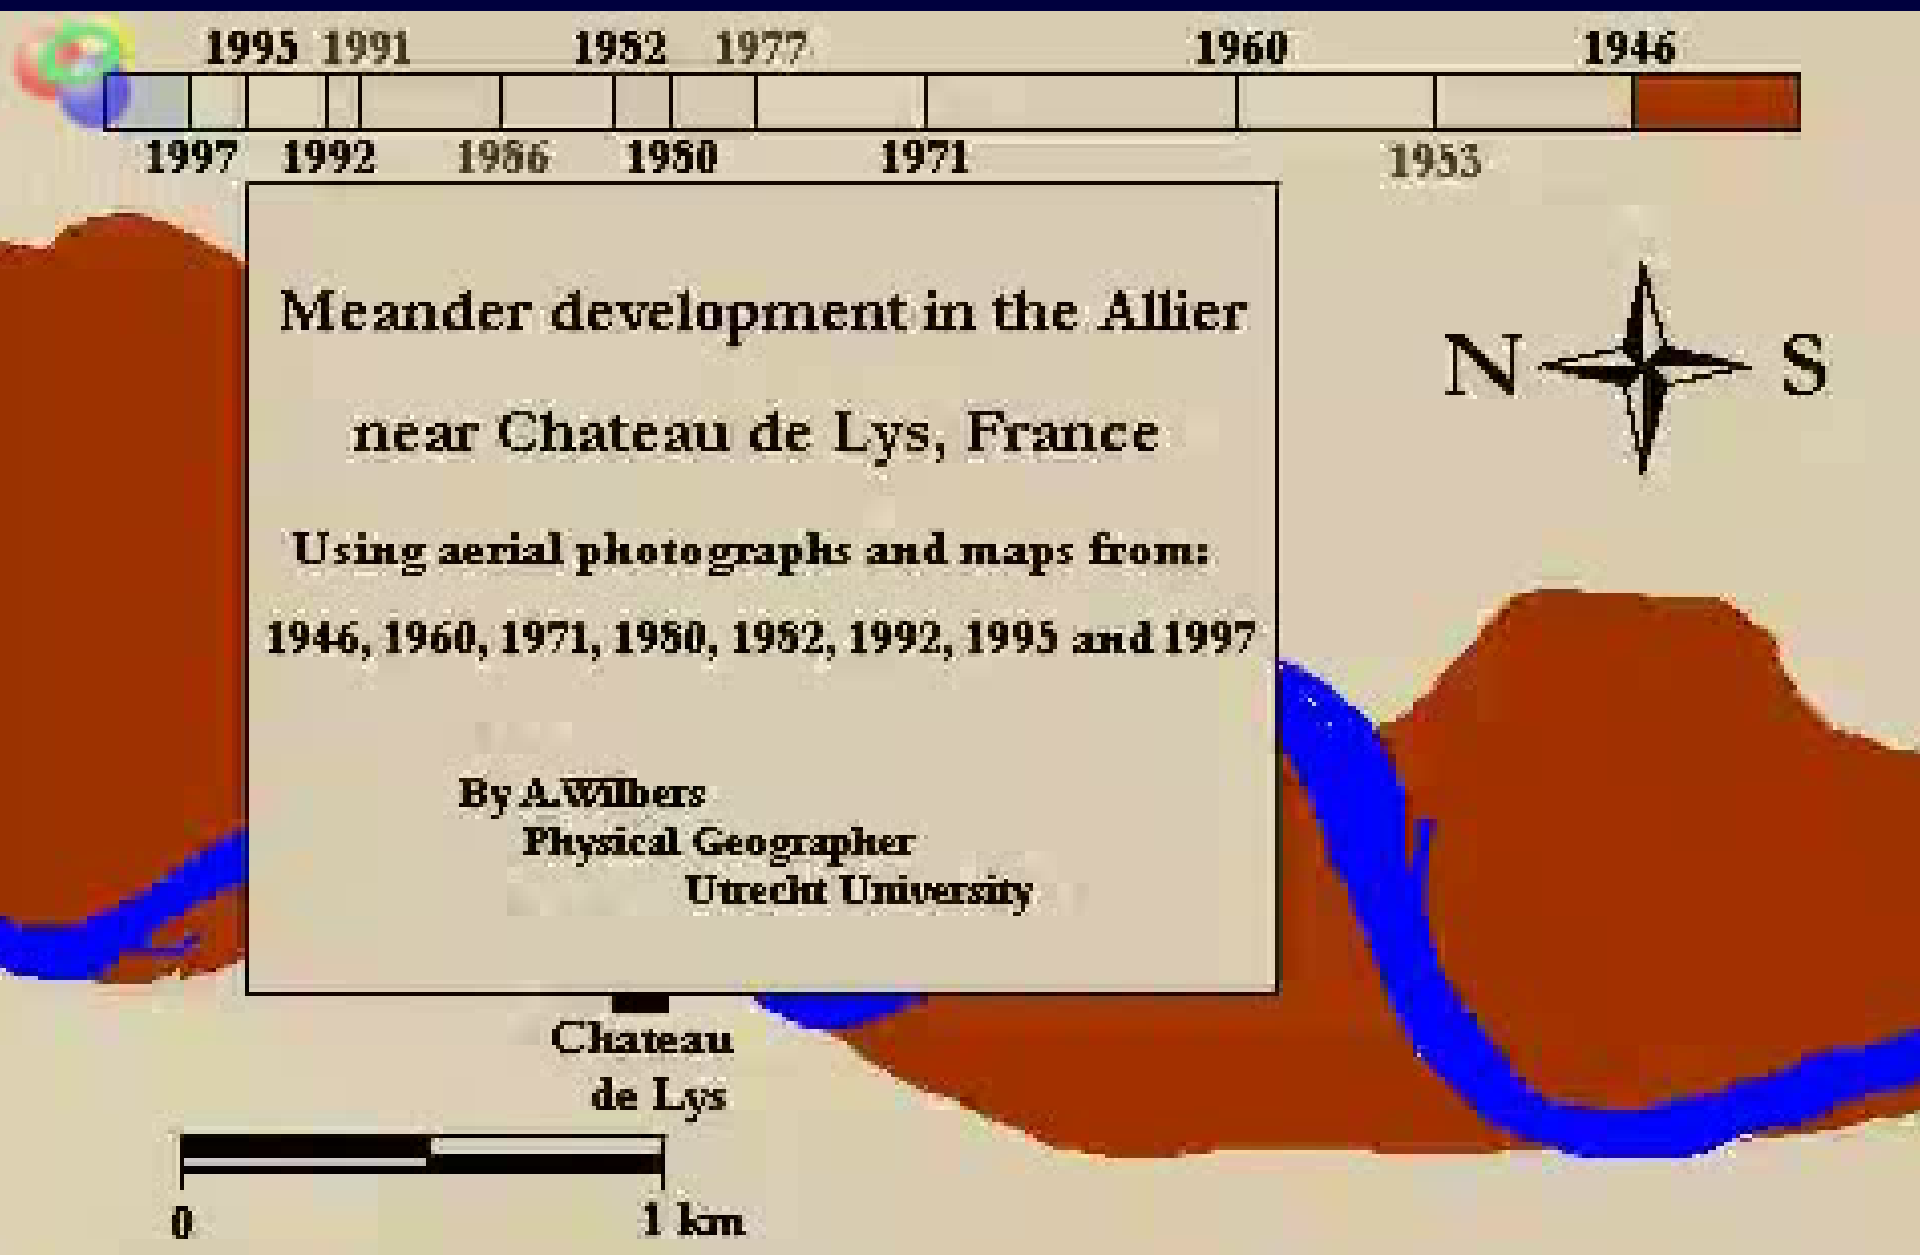 1995 1991 1982 1977 1960 1946
1997 1992 1986 1980 1971 1953
Meander development in the Allier
near Chateau de Lys, France
Using aerial photographs and maps from:
1946, 1960, 1971, 1980, 1982, 1992, 1995 and 1997
N S
By A.Wilbers
Physical Geographer
Utrecht University
Chateau
de Lys
0 1 km